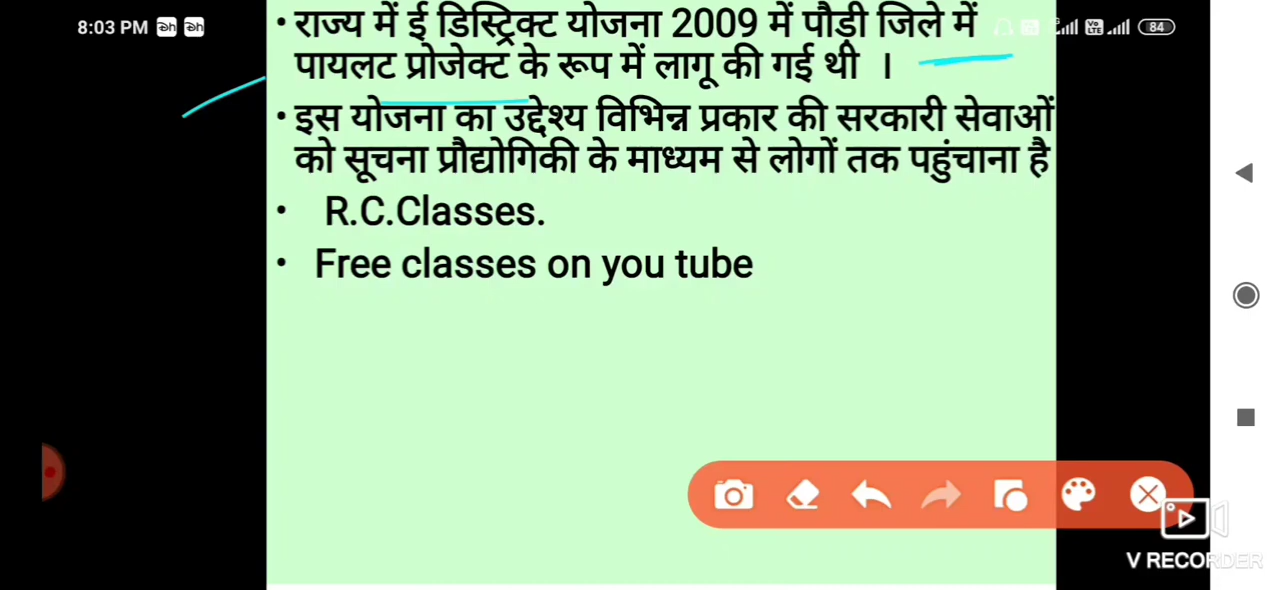 8:03 PM
84
• राज्य में ई डिस्ट्रिक्ट योजना 2009 में पौड़ी जिले में
पायलट प्रोजेक्ट के रूप में लागू की गई थी ।
• इस योजना का उद्देश्य विभिन्न प्रकार की सरकारी सेवाओं
को सूचना प्रौद्योगिकी के माध्यम से लोगों तक पहुंचाना है
• R.C.Classes.
• Free classes on you tube
V RECORDER